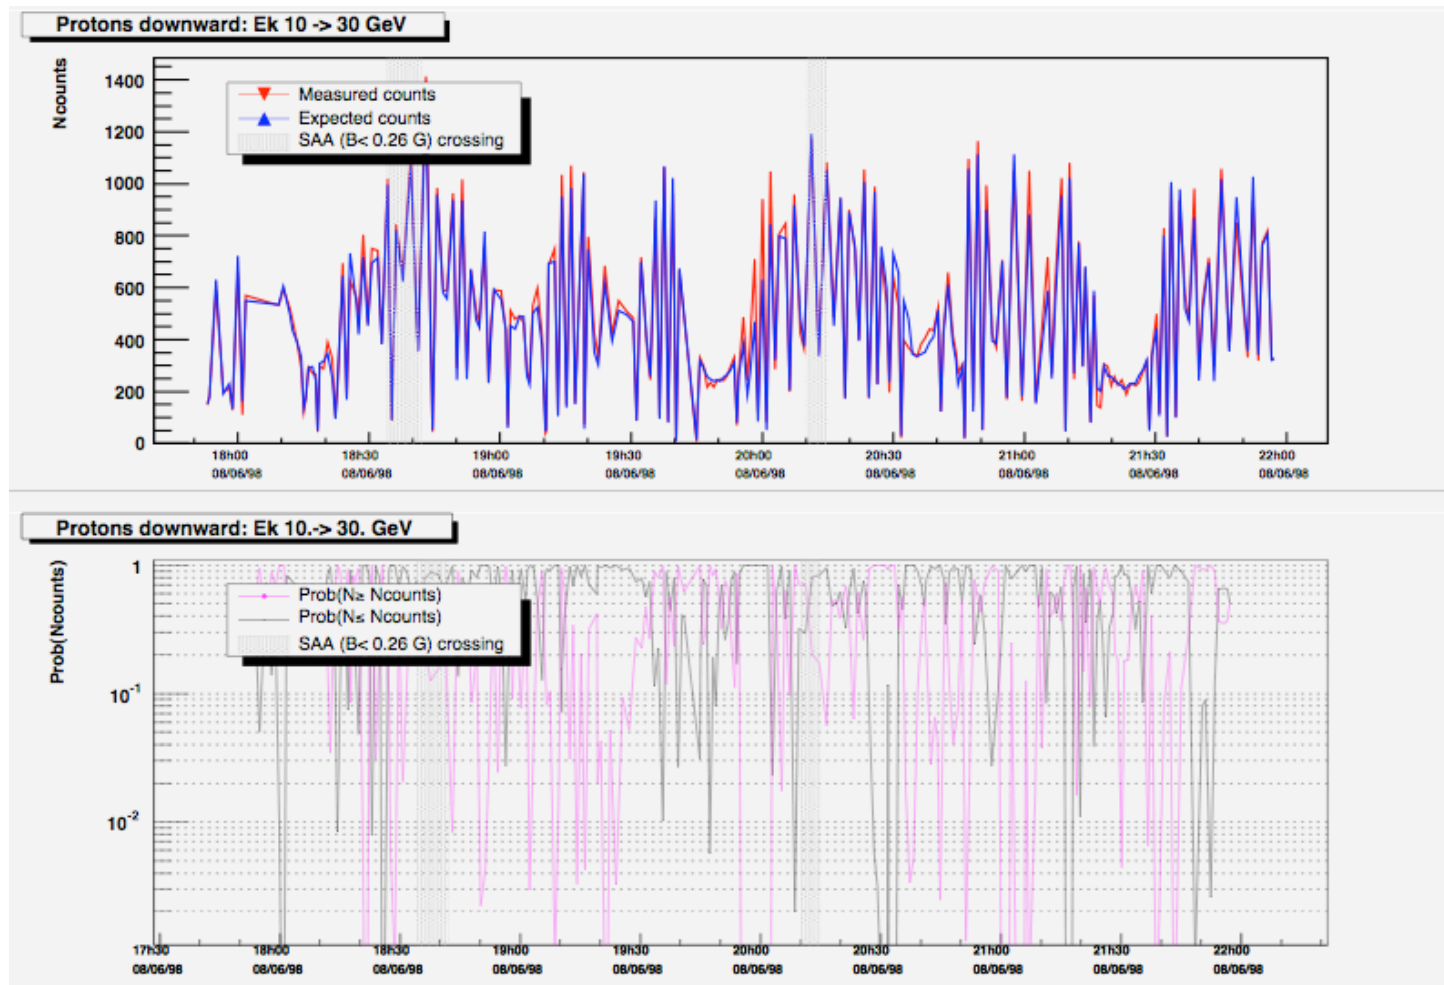 Protons downward: Ek 10 -> 30 GeV
Ncounts
1400
1200
1000
800
600
400
200
0
Measured counts
Expected counts
SAA (B< 0.26 G) crossing
18h00 18h30 19h00 19h30 20h00 20h30 21h00 21h30 22h00
08/06/98 08/06/98 08/06/98 08/06/98 08/06/98 08/06/98 08/06/98 08/06/98 08/06/98
Protons downward: Ek 10.-> 30. GeV
Prob(Ncounts)
1
10⁻¹
10⁻²
Prob(N≥ Ncounts)
Prob(N≤ Ncounts)
SAA (B< 0.26 G) crossing
17h30 18h00 18h30 19h00 19h30 20h00 20h30 21h00 21h30 22h00
08/06/98 08/06/98 08/06/98 08/06/98 08/06/98 08/06/98 08/06/98 08/06/98 08/06/98 08/06/98